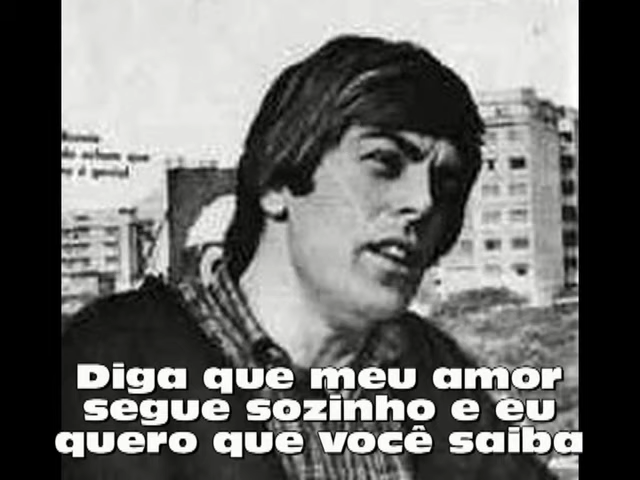 Diga que meu amor
segue sozinho e eu
quero que você saiba